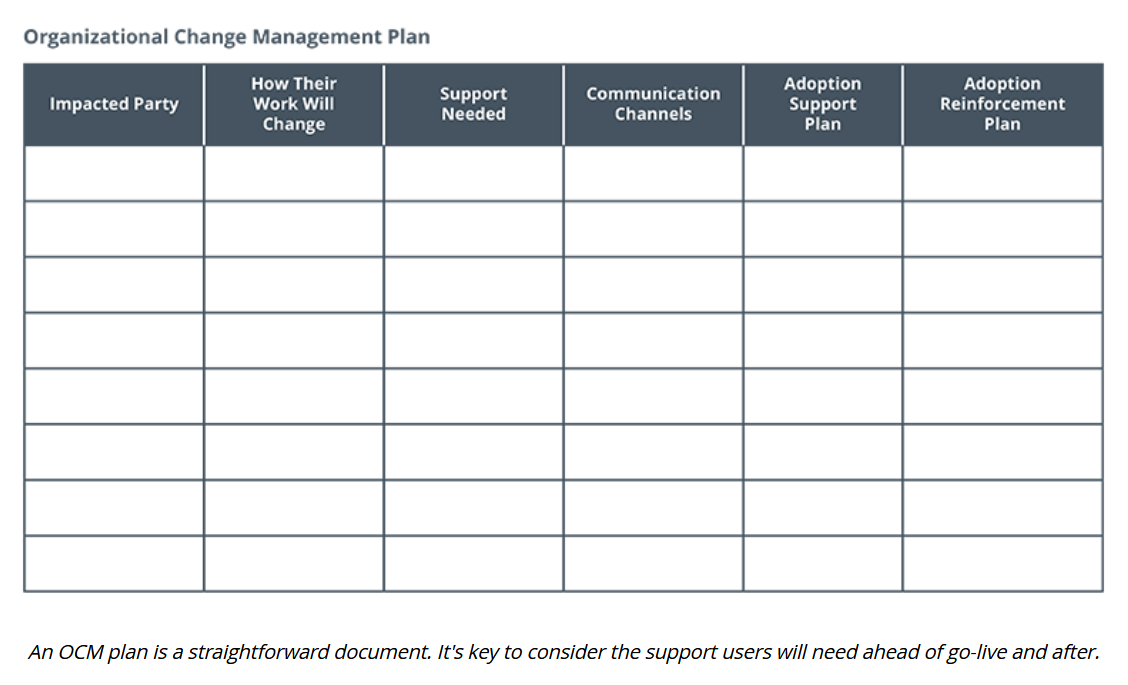 Organizational Change Management Plan
Impacted Party
How Their
Work Will
Change
Support
Needed
Communication
Channels
Adoption
Support
Plan
Adoption
Reinforcement
Plan
An OCM plan is a straightforward document. It's key to consider the support users will need ahead of go-live and after.